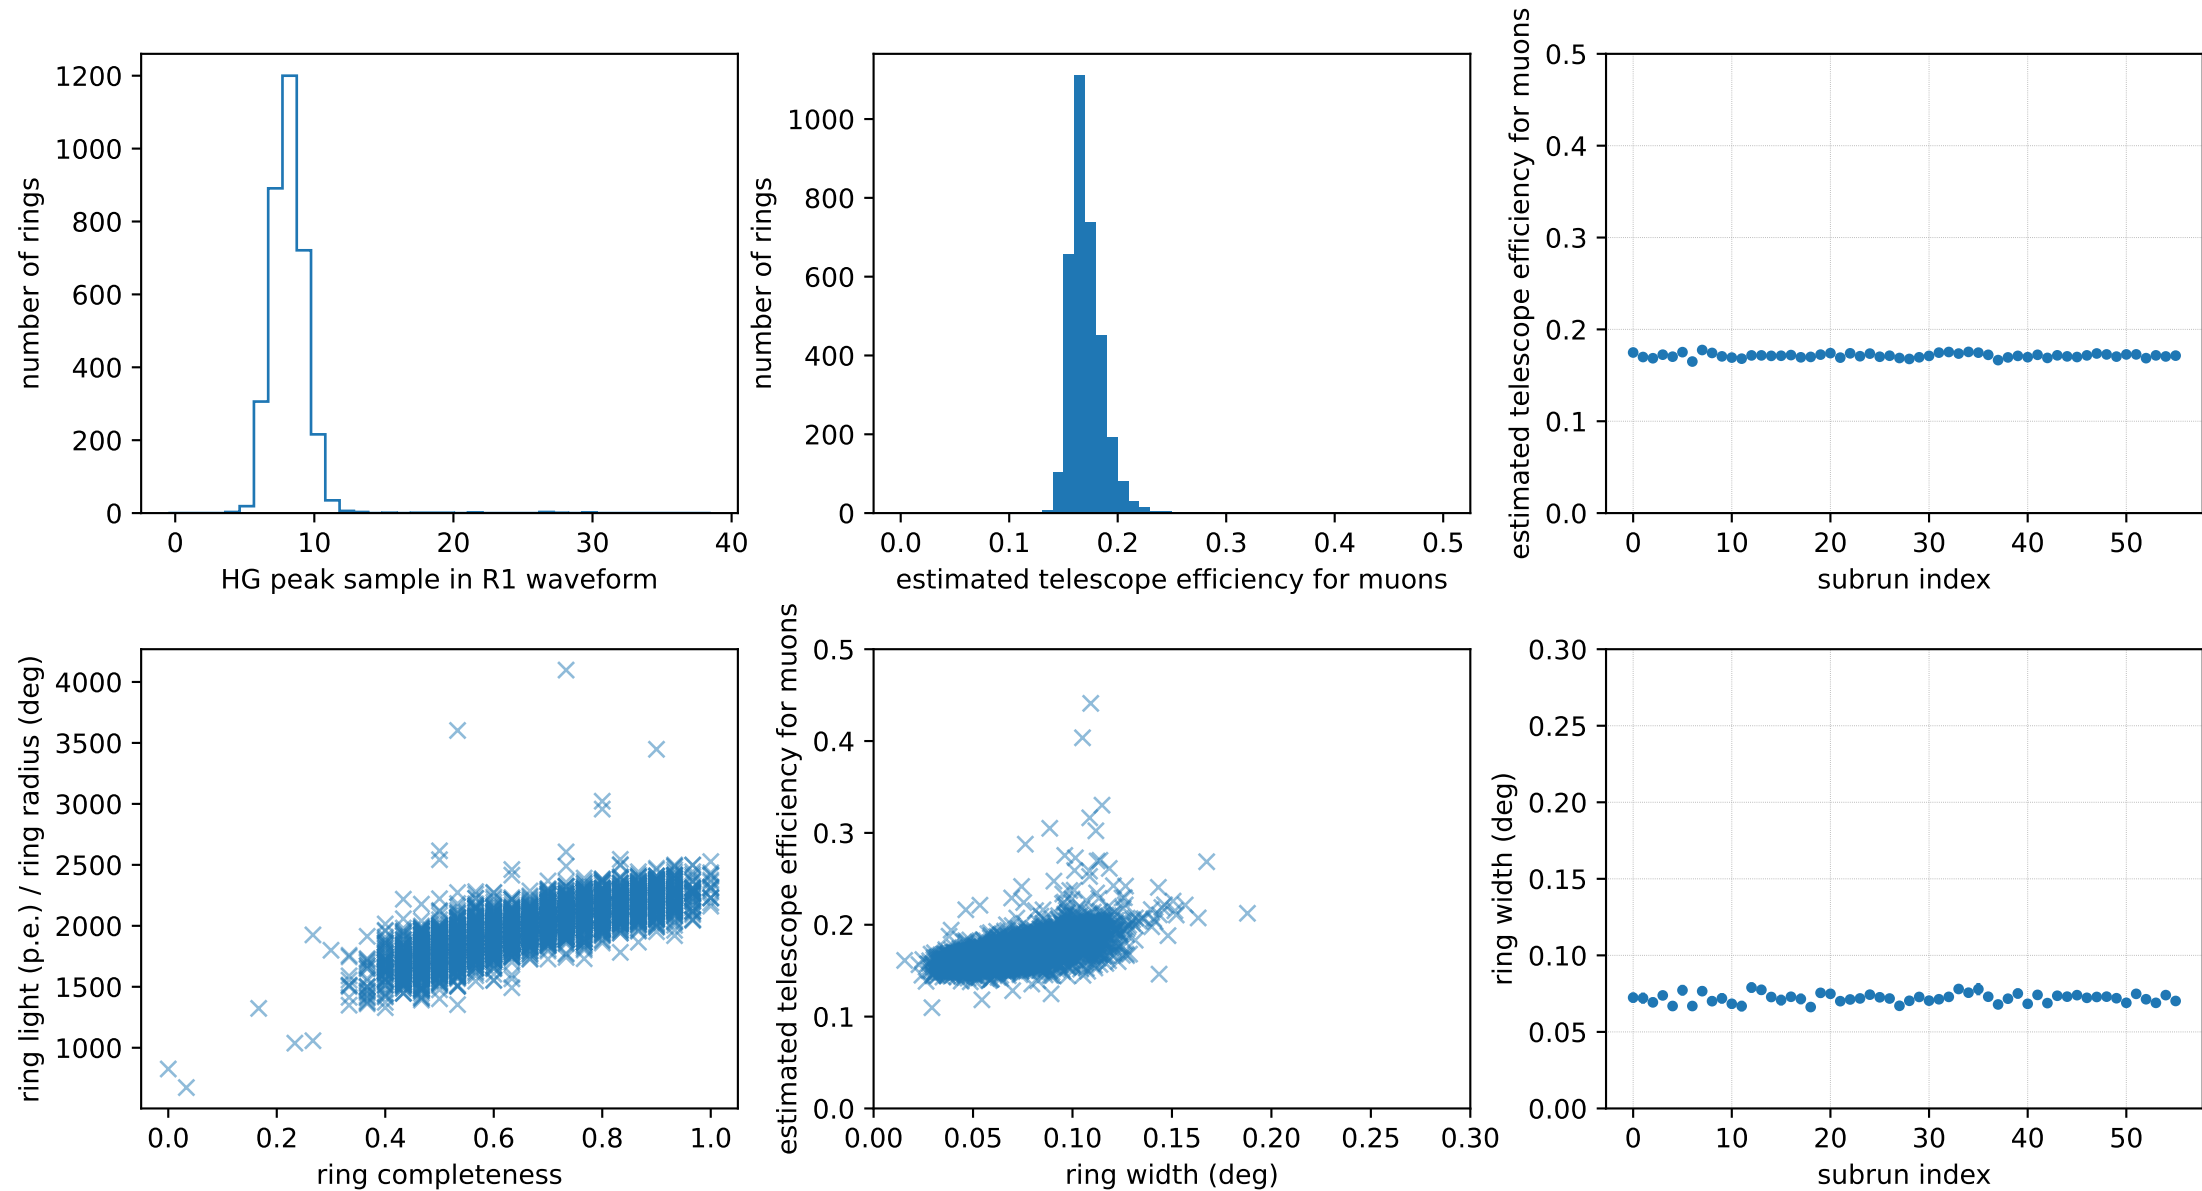 number of rings
1200
1000
800
600
400
200
0
0 10 20 30 40
HG peak sample in R1 waveform
number of rings
1000
800
600
400
200
0
0.0 0.1 0.2 0.3 0.4 0.5
estimated telescope efficiency for muons
estimated telescope efficiency for muons
0.5
0.4
0.3
0.2
0.1
0.0
0 10 20 30 40 50
subrun index
ring light (p.e.) / ring radius (deg)
4000
3500
3000
2500
2000
1500
1000
0.0 0.2 0.4 0.6 0.8 1.0
ring completeness
estimated telescope efficiency for muons
0.5
0.4
0.3
0.2
0.1
0.0
0.00 0.05 0.10 0.15 0.20 0.25 0.30
ring width (deg)
ring width (deg)
0.30
0.25
0.20
0.15
0.10
0.05
0.00
0 10 20 30 40 50
subrun index